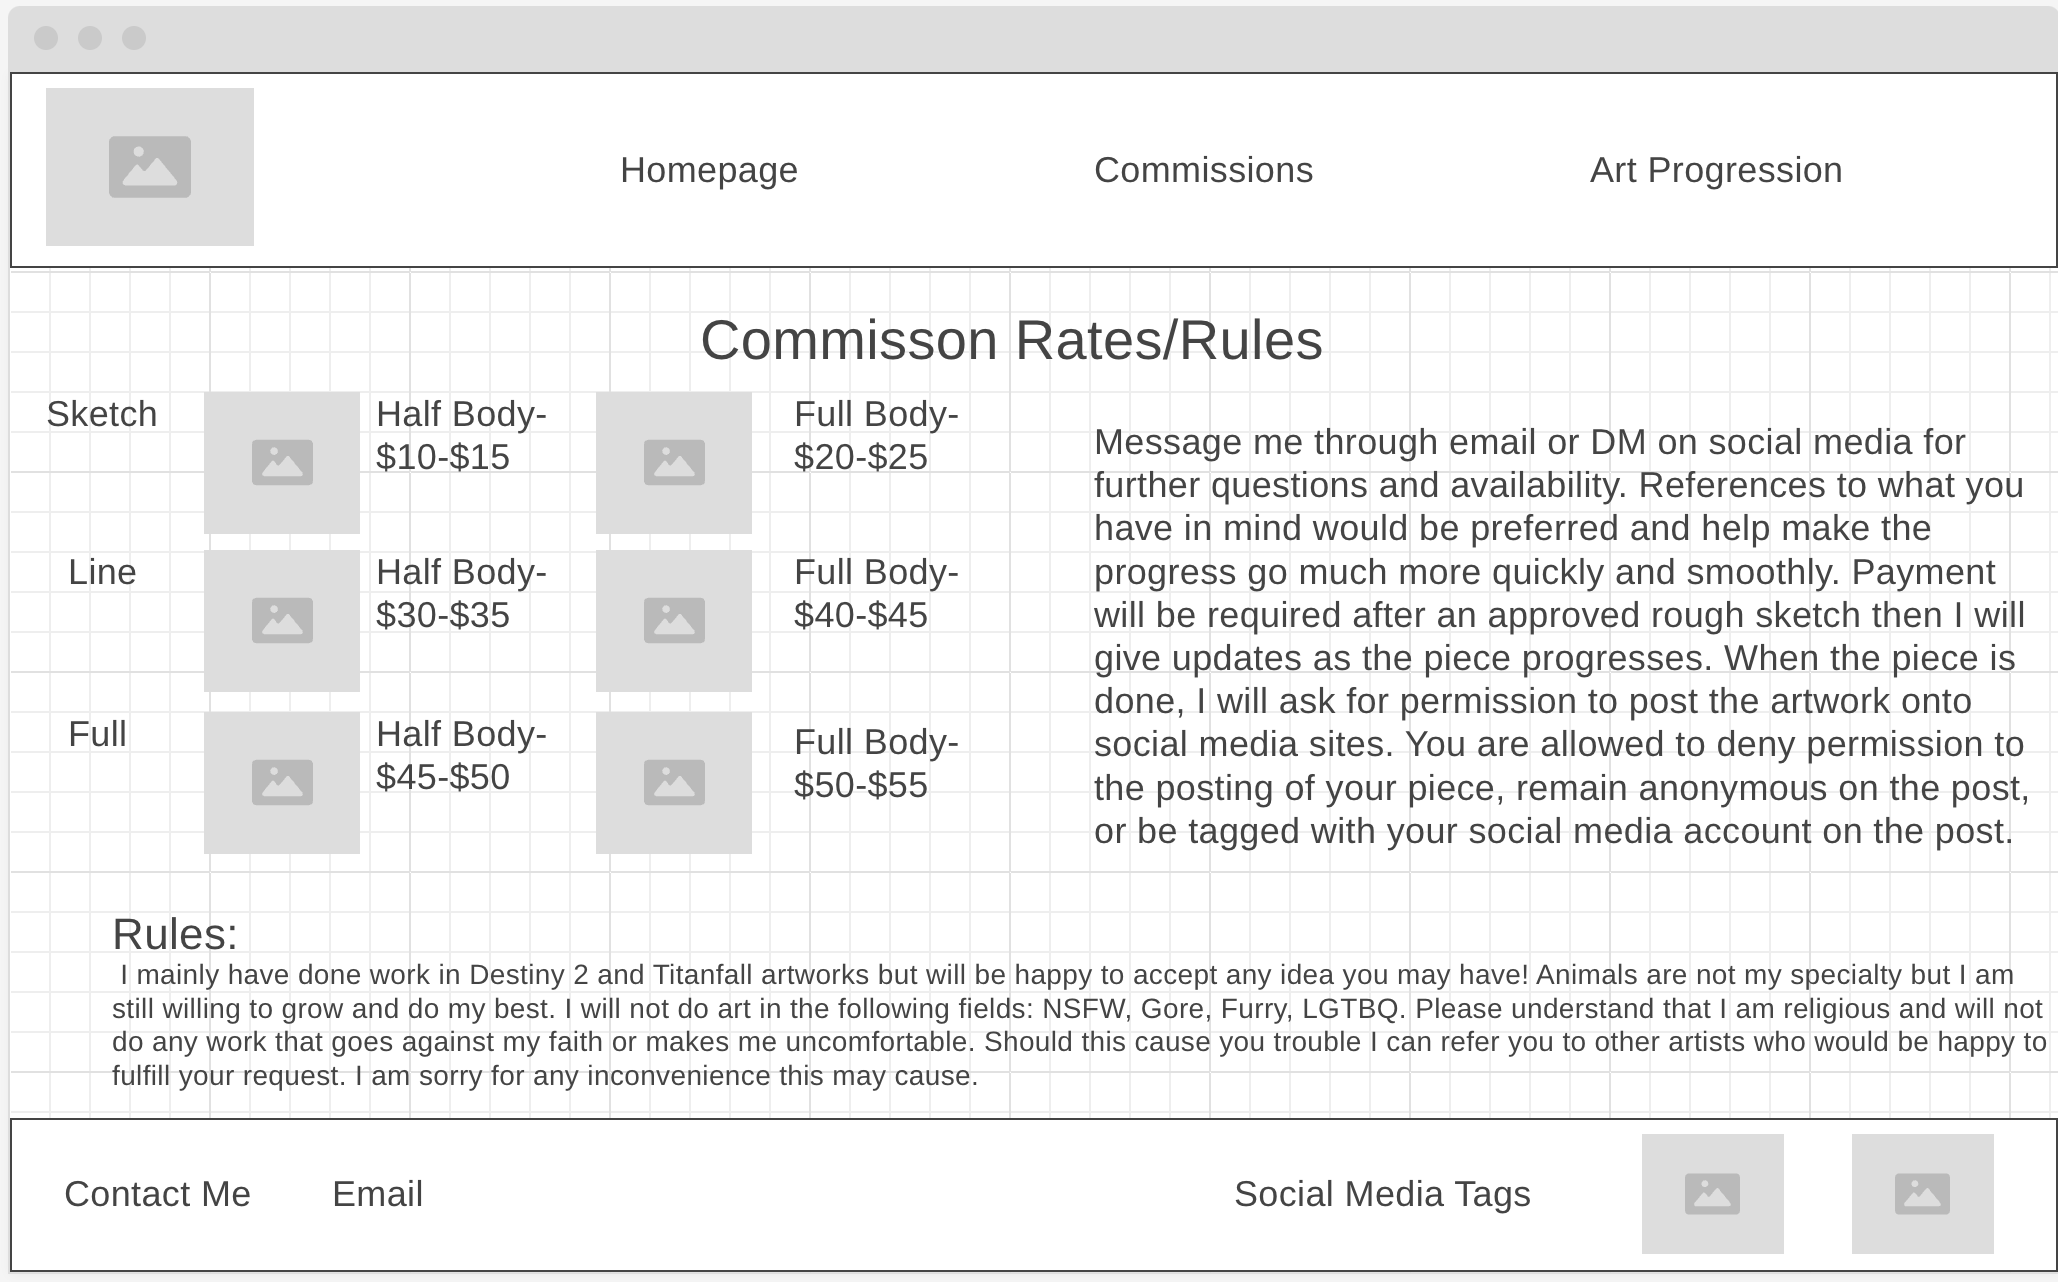 Homepage
Commissions
Art Progression
Commisson Rates/Rules
Sketch
Half Body-
$10-$15
Full Body-
$20-$25
Line
Half Body-
$30-$35
Full Body-
$40-$45
Full
Half Body-
$45-$50
Full Body-
$50-$55
Message me through email or DM on social media for
further questions and availability. References to what you
have in mind would be preferred and help make the
progress go much more quickly and smoothly. Payment
will be required after an approved rough sketch then I will
give updates as the piece progresses. When the piece is
done, I will ask for permission to post the artwork onto
social media sites. You are allowed to deny permission to
the posting of your piece, remain anonymous on the post,
or be tagged with your social media account on the post.
Rules:
I mainly have done work in Destiny 2 and Titanfall artworks but will be happy to accept any idea you may have! Animals are not my specialty but I am
still willing to grow and do my best. I will not do art in the following fields: NSFW, Gore, Furry, LGTBQ. Please understand that I am religious and will not
do any work that goes against my faith or makes me uncomfortable. Should this cause you trouble I can refer you to other artists who would be happy to
fulfill your request. I am sorry for any inconvenience this may cause.
Contact Me
Email
Social Media Tags